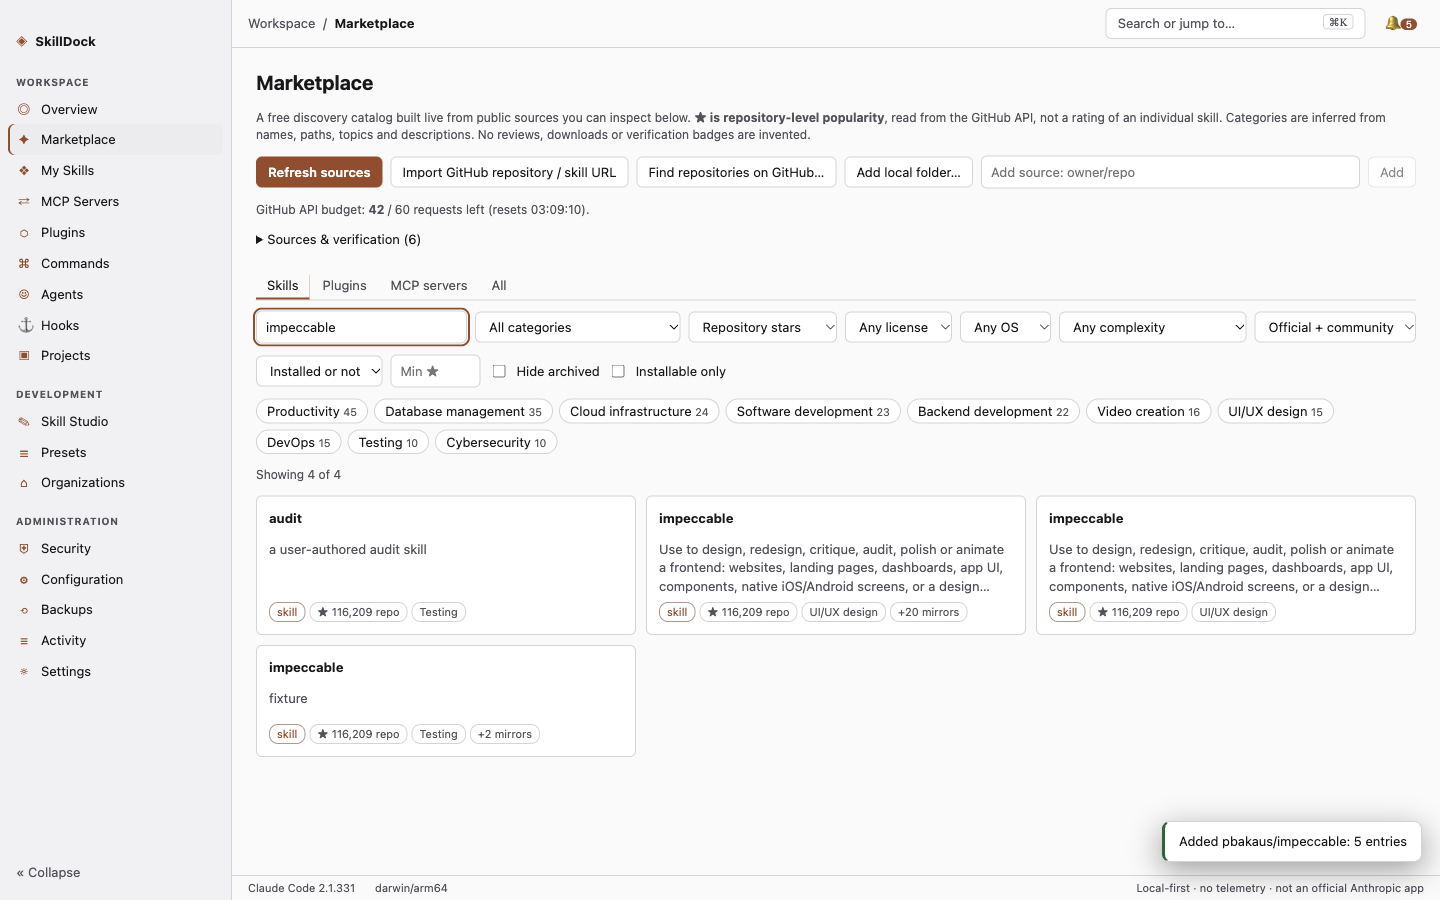 SkillDock
WORKSPACE
Overview
Marketplace
My Skills
MCP Servers
Plugins
Commands
Agents
Hooks
Projects
DEVELOPMENT
Skill Studio
Presets
Organizations
ADMINISTRATION
Security
Configuration
Backups
Activity
Settings
« Collapse
Workspace / Marketplace
Search or jump to… ⌘K
5
Marketplace
A free discovery catalog built live from public sources you can inspect below. ★ is repository-level popularity, read from the GitHub API, not a rating of an individual skill. Categories are inferred from
names, paths, topics and descriptions. No reviews, downloads or verification badges are invented.
Refresh sources Import GitHub repository / skill URL Find repositories on GitHub… Add local folder… Add source: owner/repo Add
GitHub API budget: 42 / 60 requests left (resets 03:09:10).
Sources & verification (6)
Skills Plugins MCP servers All
impeccable All categories Repository stars Any license Any OS Any complexity Official + community
Installed or not Min ★ Hide archived Installable only
Productivity 45 Database management 35 Cloud infrastructure 24 Software development 23 Backend development 22 Video creation 16 UI/UX design 15
DevOps 15 Testing 10 Cybersecurity 10
Showing 4 of 4
audit
a user-authored audit skill
skill ★ 116,209 repo Testing
impeccable
Use to design, redesign, critique, audit, polish or animate
a frontend: websites, landing pages, dashboards, app UI,
components, native iOS/Android screens, or a design…
skill ★ 116,209 repo UI/UX design +20 mirrors
impeccable
Use to design, redesign, critique, audit, polish or animate
a frontend: websites, landing pages, dashboards, app UI,
components, native iOS/Android screens, or a design…
skill ★ 116,209 repo UI/UX design
impeccable
fixture
skill ★ 116,209 repo Testing +2 mirrors
Added pbakaus/impeccable: 5 entries
Claude Code 2.1.331 darwin/arm64
Local-first · no telemetry · not an official Anthropic app